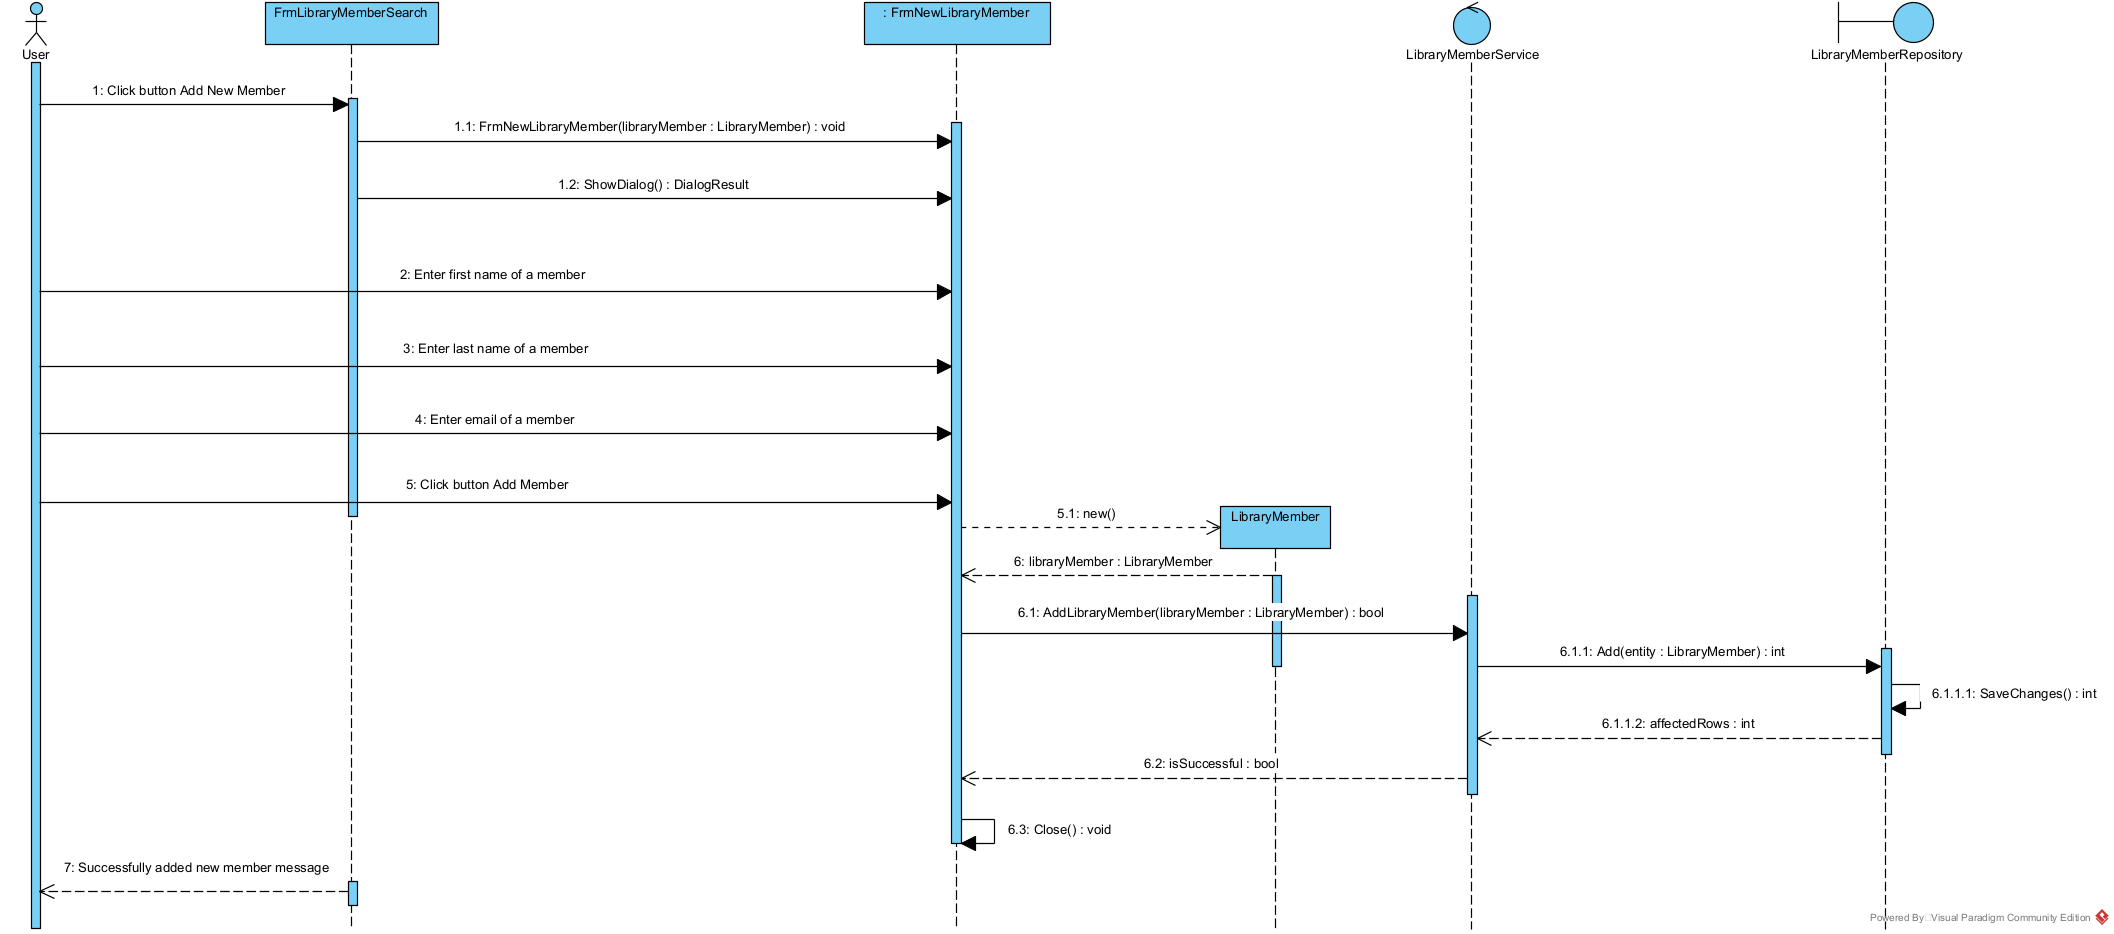 FrmLibraryMemberSearch
: FrmNewLibraryMember
User
LibraryMemberService
LibraryMemberRepository
1: Click button Add New Member
1.1: FrmNewLibraryMember(libraryMember : LibraryMember) : void
1.2: ShowDialog() : DialogResult
2: Enter first name of a member
3: Enter last name of a member
4: Enter email of a member
5: Click button Add Member
5.1: new()
LibraryMember
6: libraryMember : LibraryMember
6.1: AddLibraryMember(libraryMember : LibraryMember) : bool
6.1.1: Add(entity : LibraryMember) : int
6.1.1.1: SaveChanges() : int
6.1.1.2: affectedRows : int
6.2: isSuccessful : bool
6.3: Close() : void
7: Successfully added new member message
Powered By Visual Paradigm Community Edition